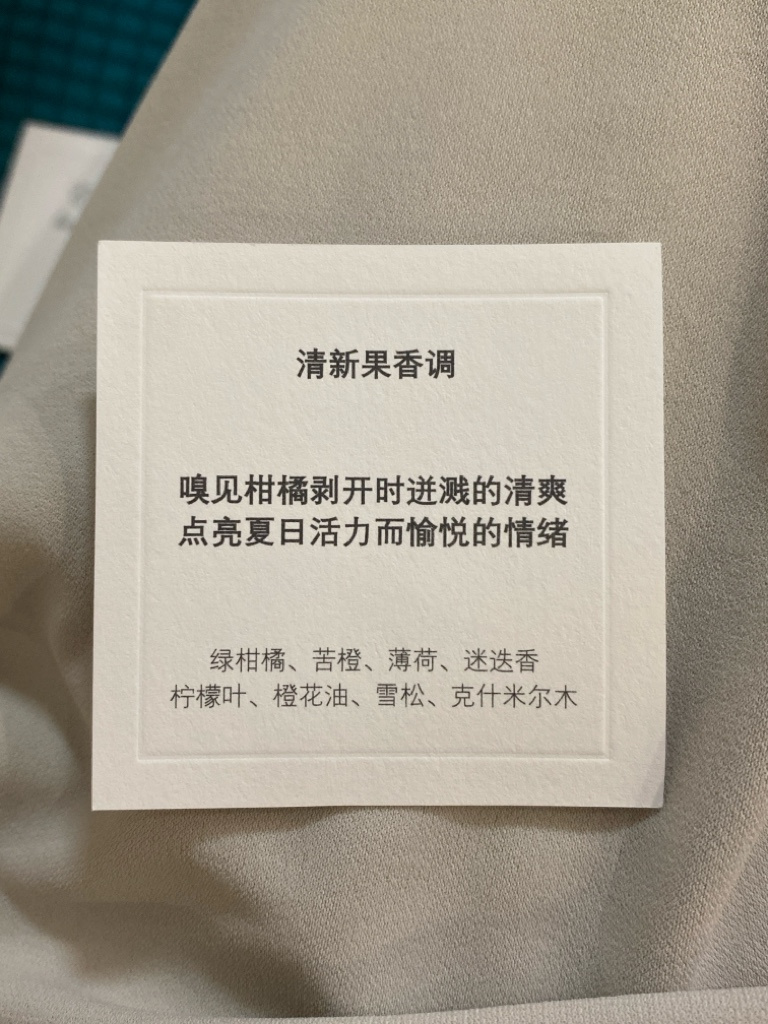 清新果香调
嗅见柑橘剥开时迸溅的清爽
点亮夏日活力而愉悦的情绪
绿柑橘、苦橙、薄荷、迷迭香
柠檬叶、橙花油、雪松、克什米尔木